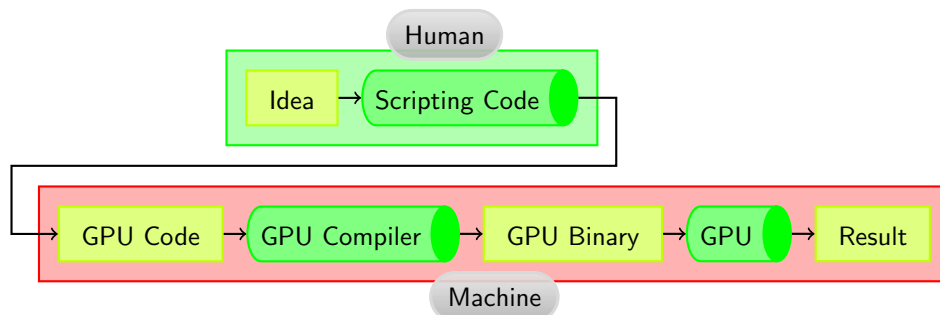 Human
Idea
Scripting Code
GPU Code
GPU Compiler
GPU Binary
GPU
Result
Machine